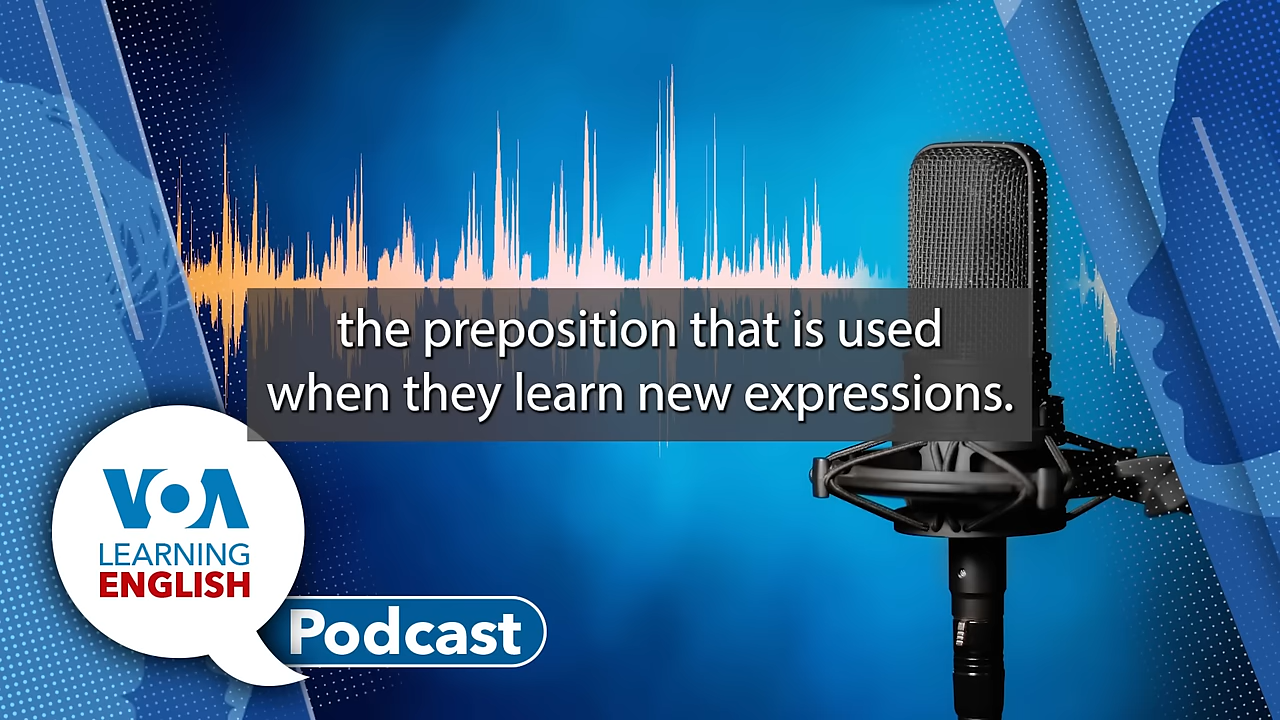 the preposition that is used
when they learn new expressions.
VOA
LEARNING
ENGLISH
Podcast